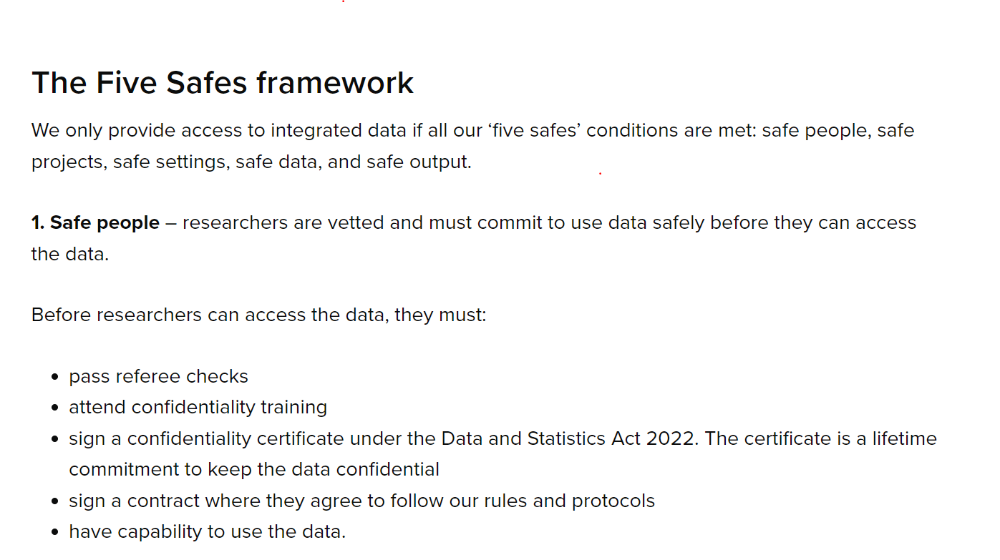 The Five Safes framework
We only provide access to integrated data if all our ‘five safes’ conditions are met: safe people, safe
projects, safe settings, safe data, and safe output.
1. Safe people – researchers are vetted and must commit to use data safely before they can access
the data.
Before researchers can access the data, they must:
• pass referee checks
• attend confidentiality training
• sign a confidentiality certificate under the Data and Statistics Act 2022. The certificate is a lifetime
commitment to keep the data confidential
• sign a contract where they agree to follow our rules and protocols
• have capability to use the data.